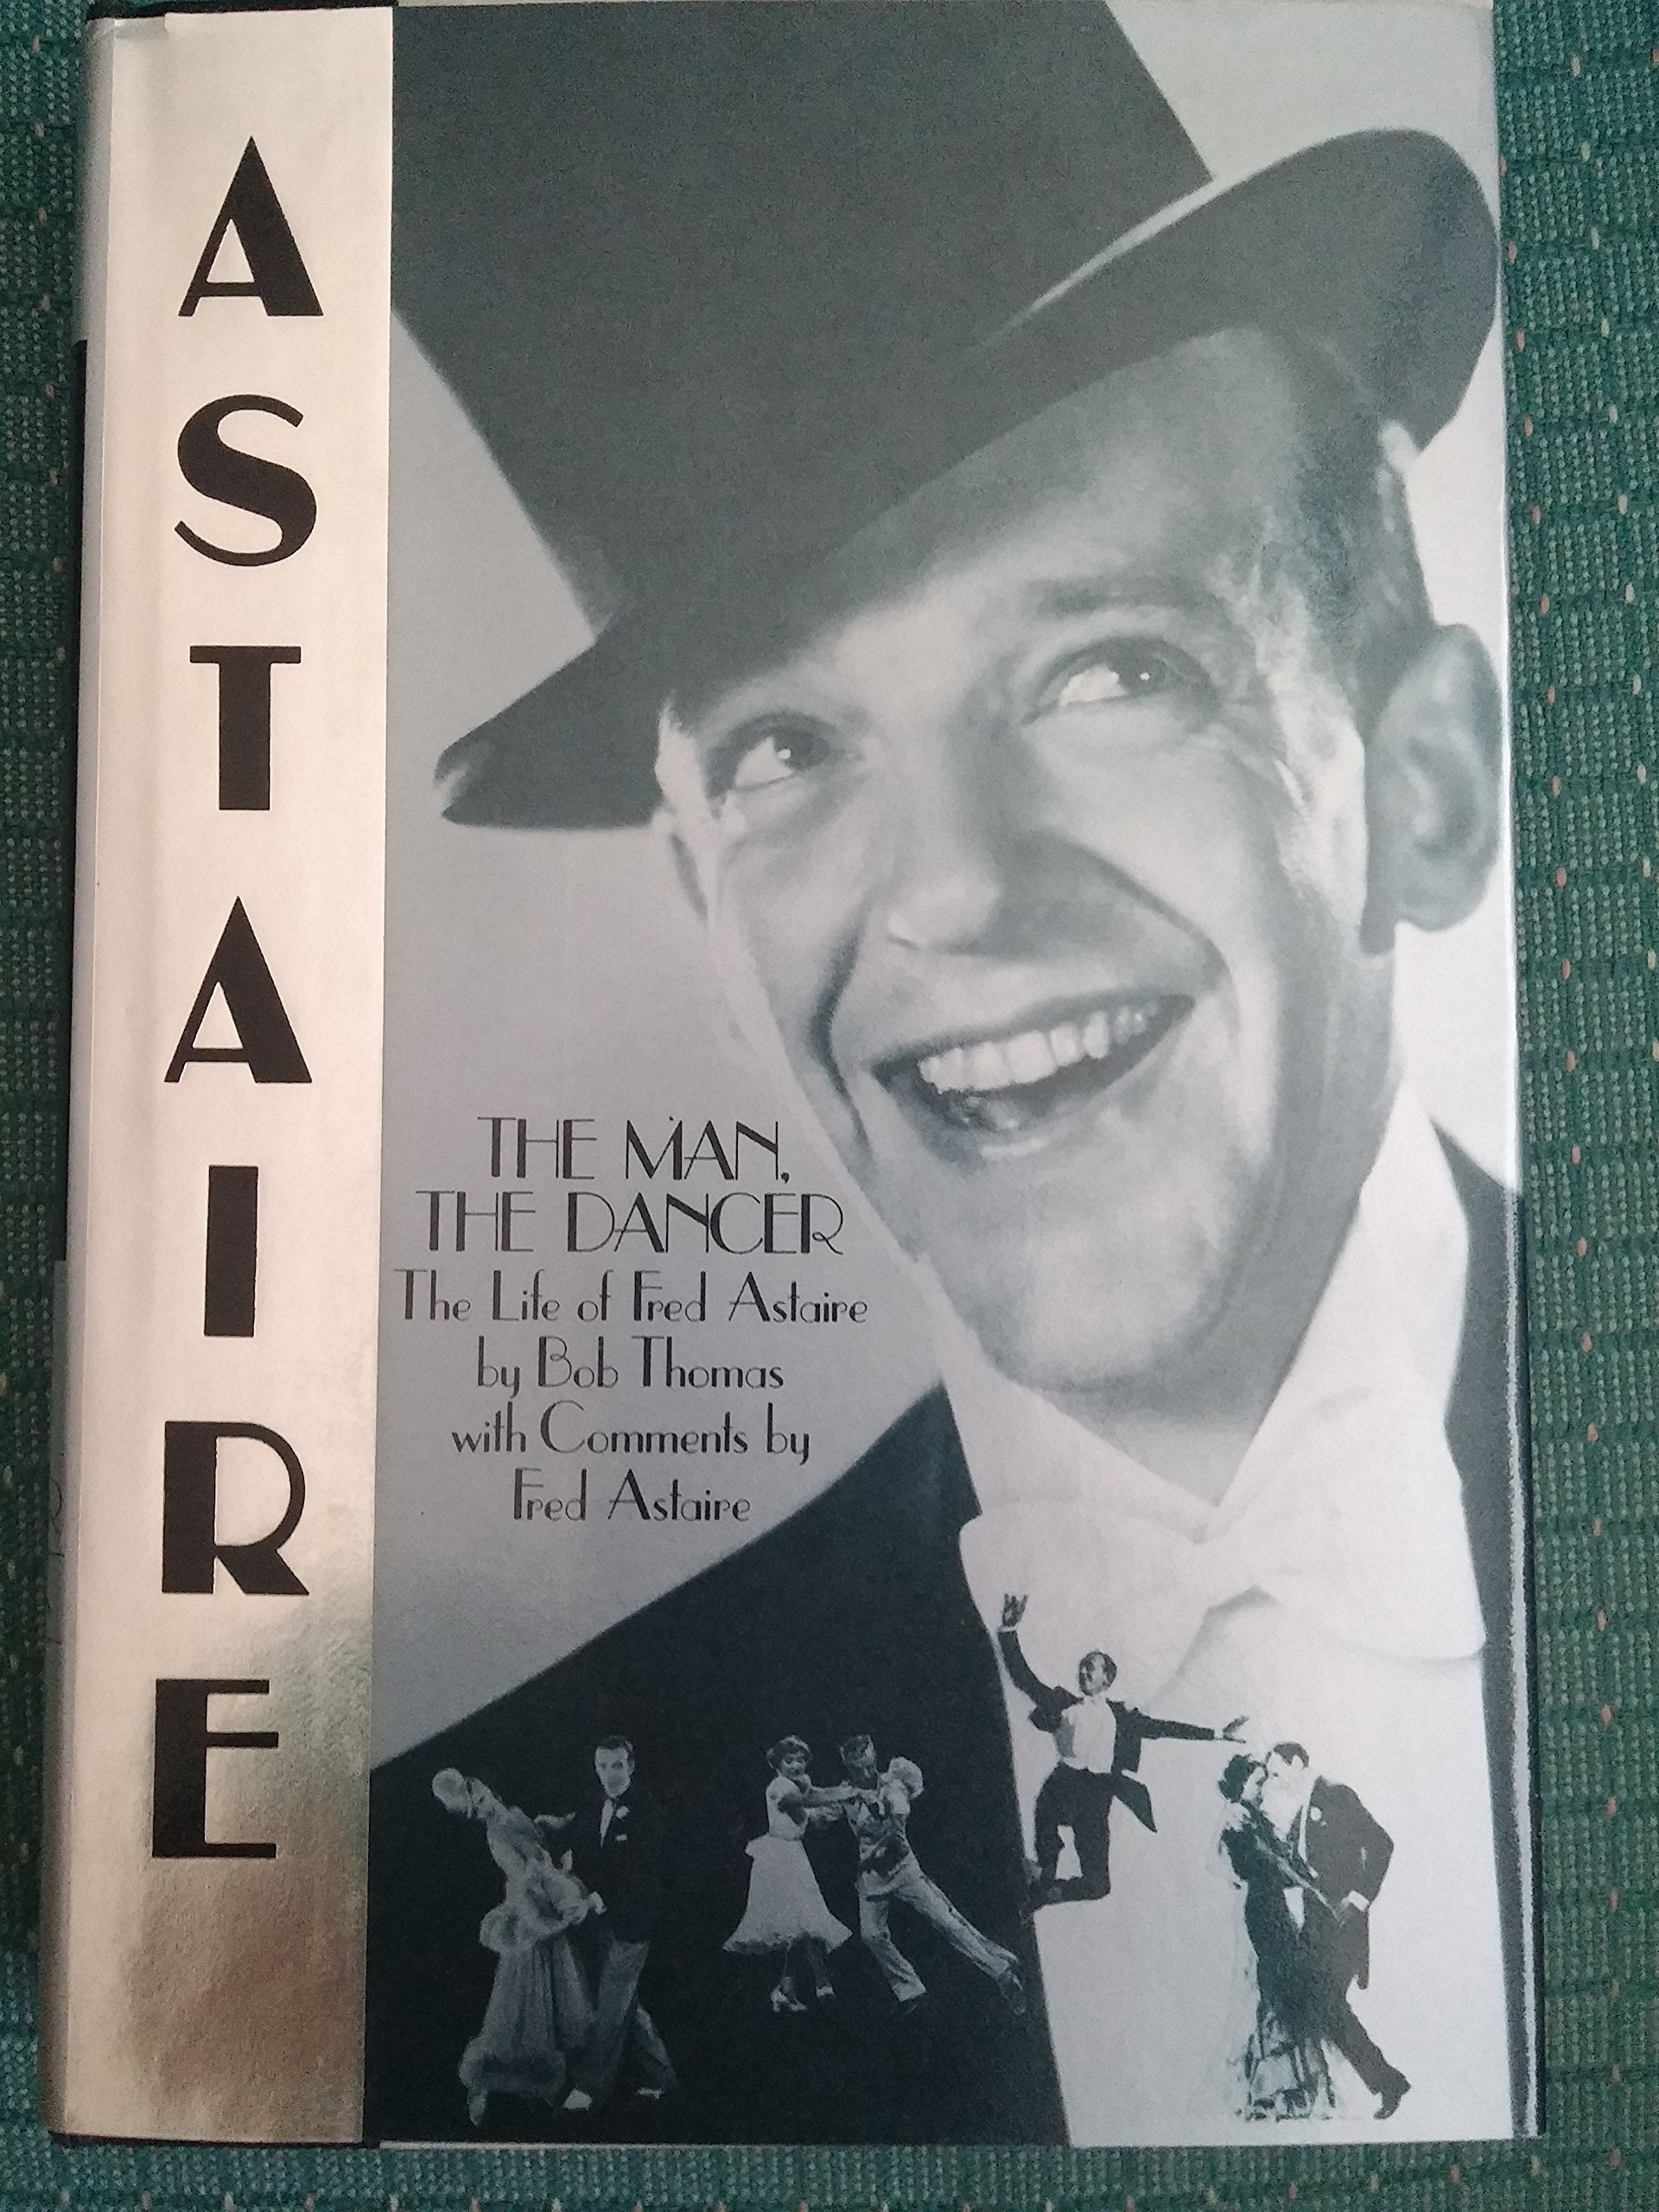 ASTAIRE
THE MAN,
THE DANCER
The Life of Fred Astaire
by Bob Thomas
with Comments by
Fred Astaire